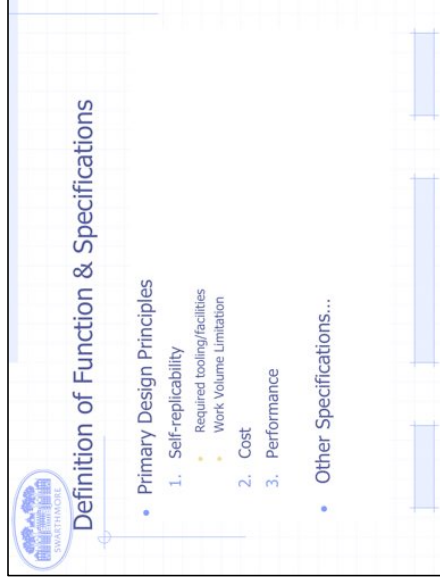 SWARTHMORE
Definition of Function & Specifications
• Primary Design Principles
1. Self-replicability
• Required tooling/facilities
• Work Volume Limitation
2. Cost
3. Performance
• Other Specifications...